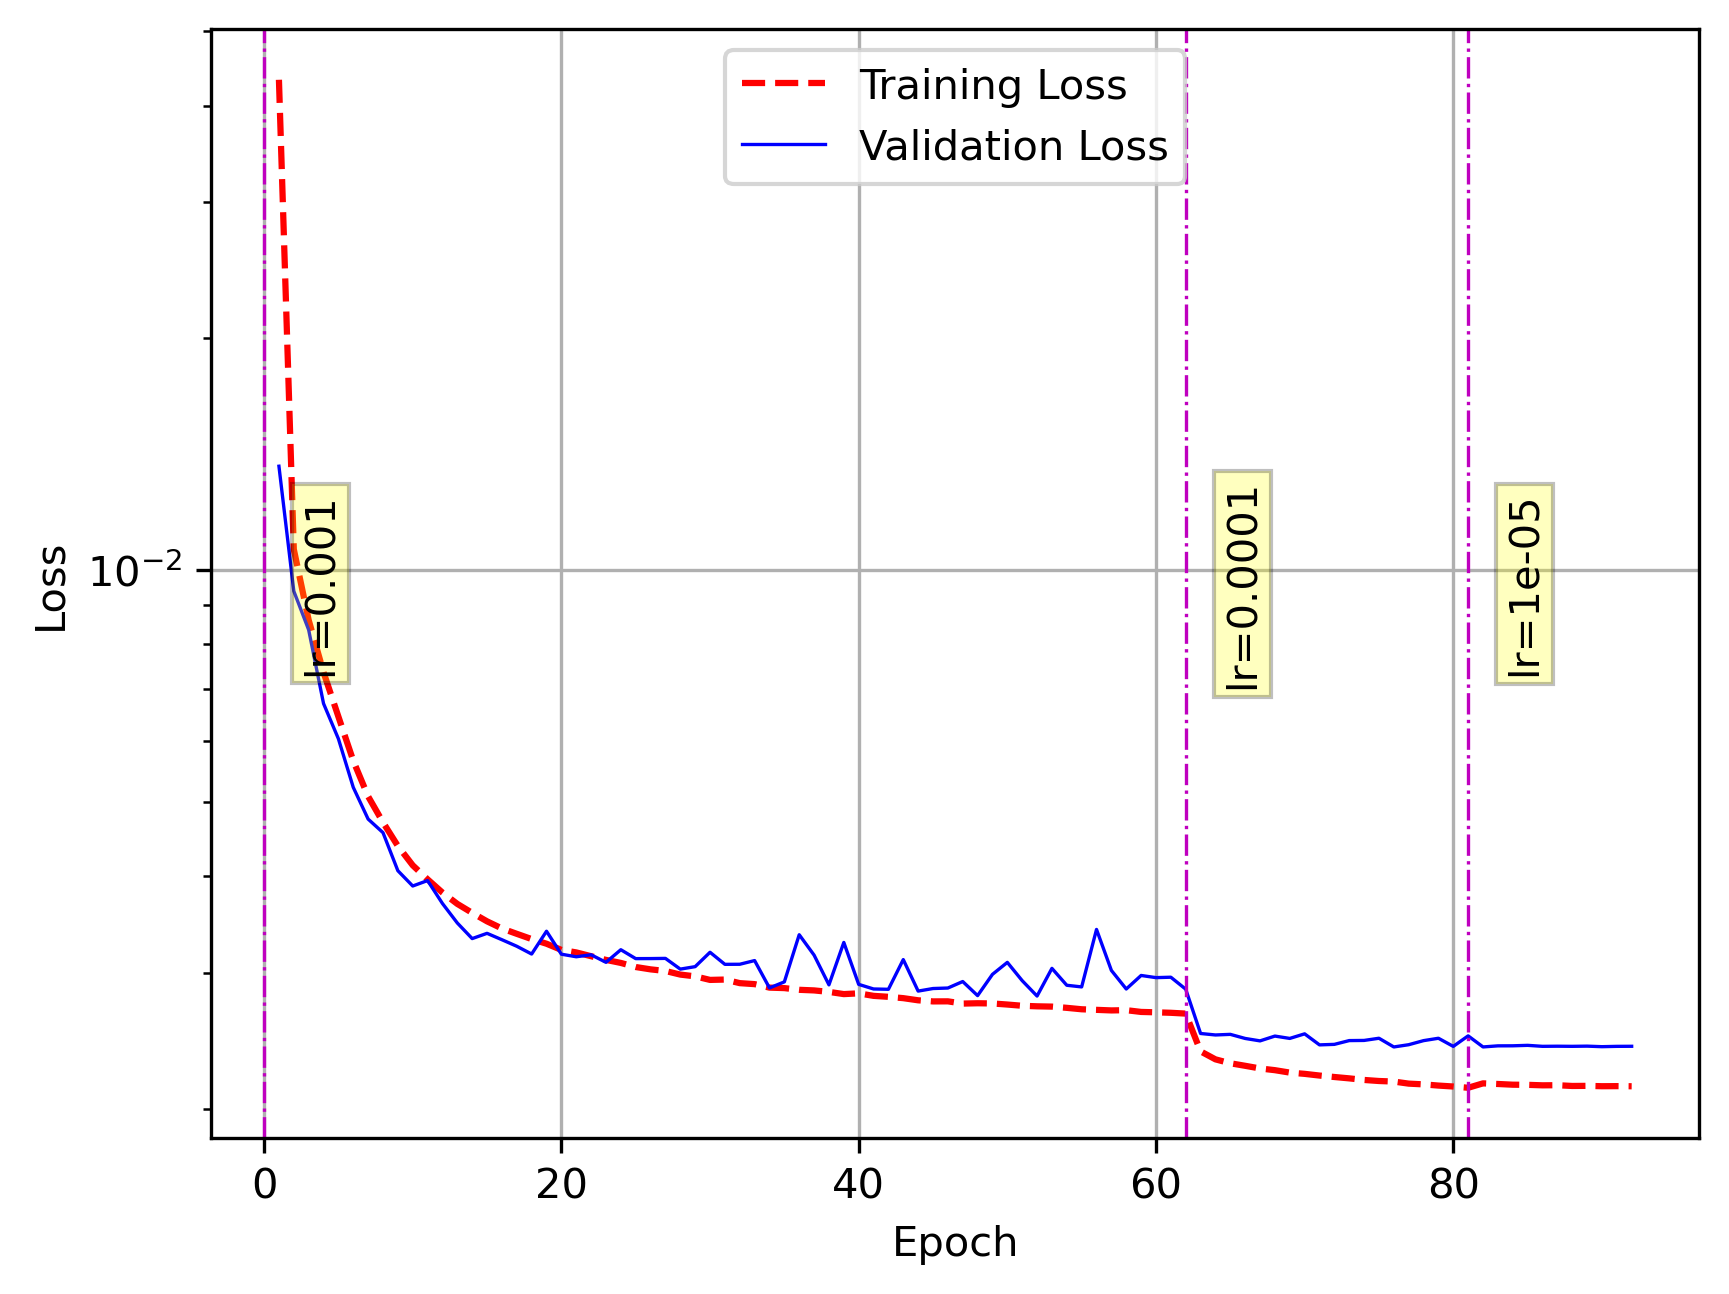 Training Loss
Validation Loss
lr=0.001
lr=0.0001
lr=1e-05
Loss
10⁻²
0 20 40 60 80
Epoch